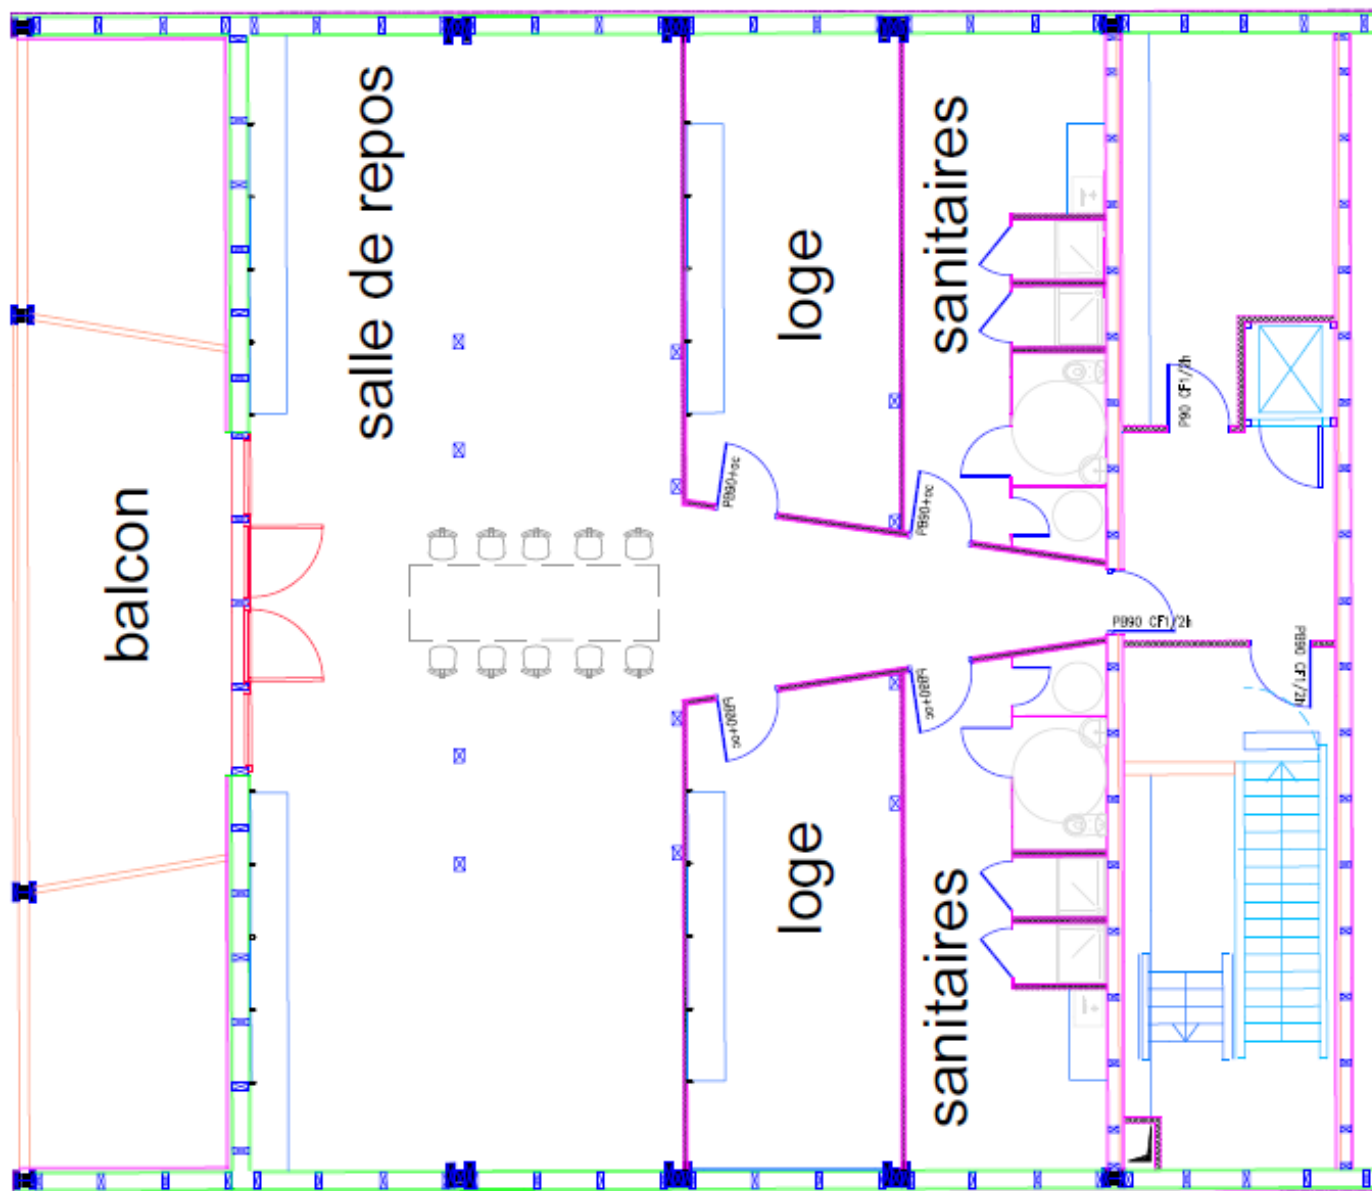 balcon
salle de repos
loge
sanitaires
PB90+oc
PB90+oc
P90 CF1/2h
PB90 CF1/2h
PB90 CF1/2h
PB90+oc
PB90+oc
loge
sanitaires